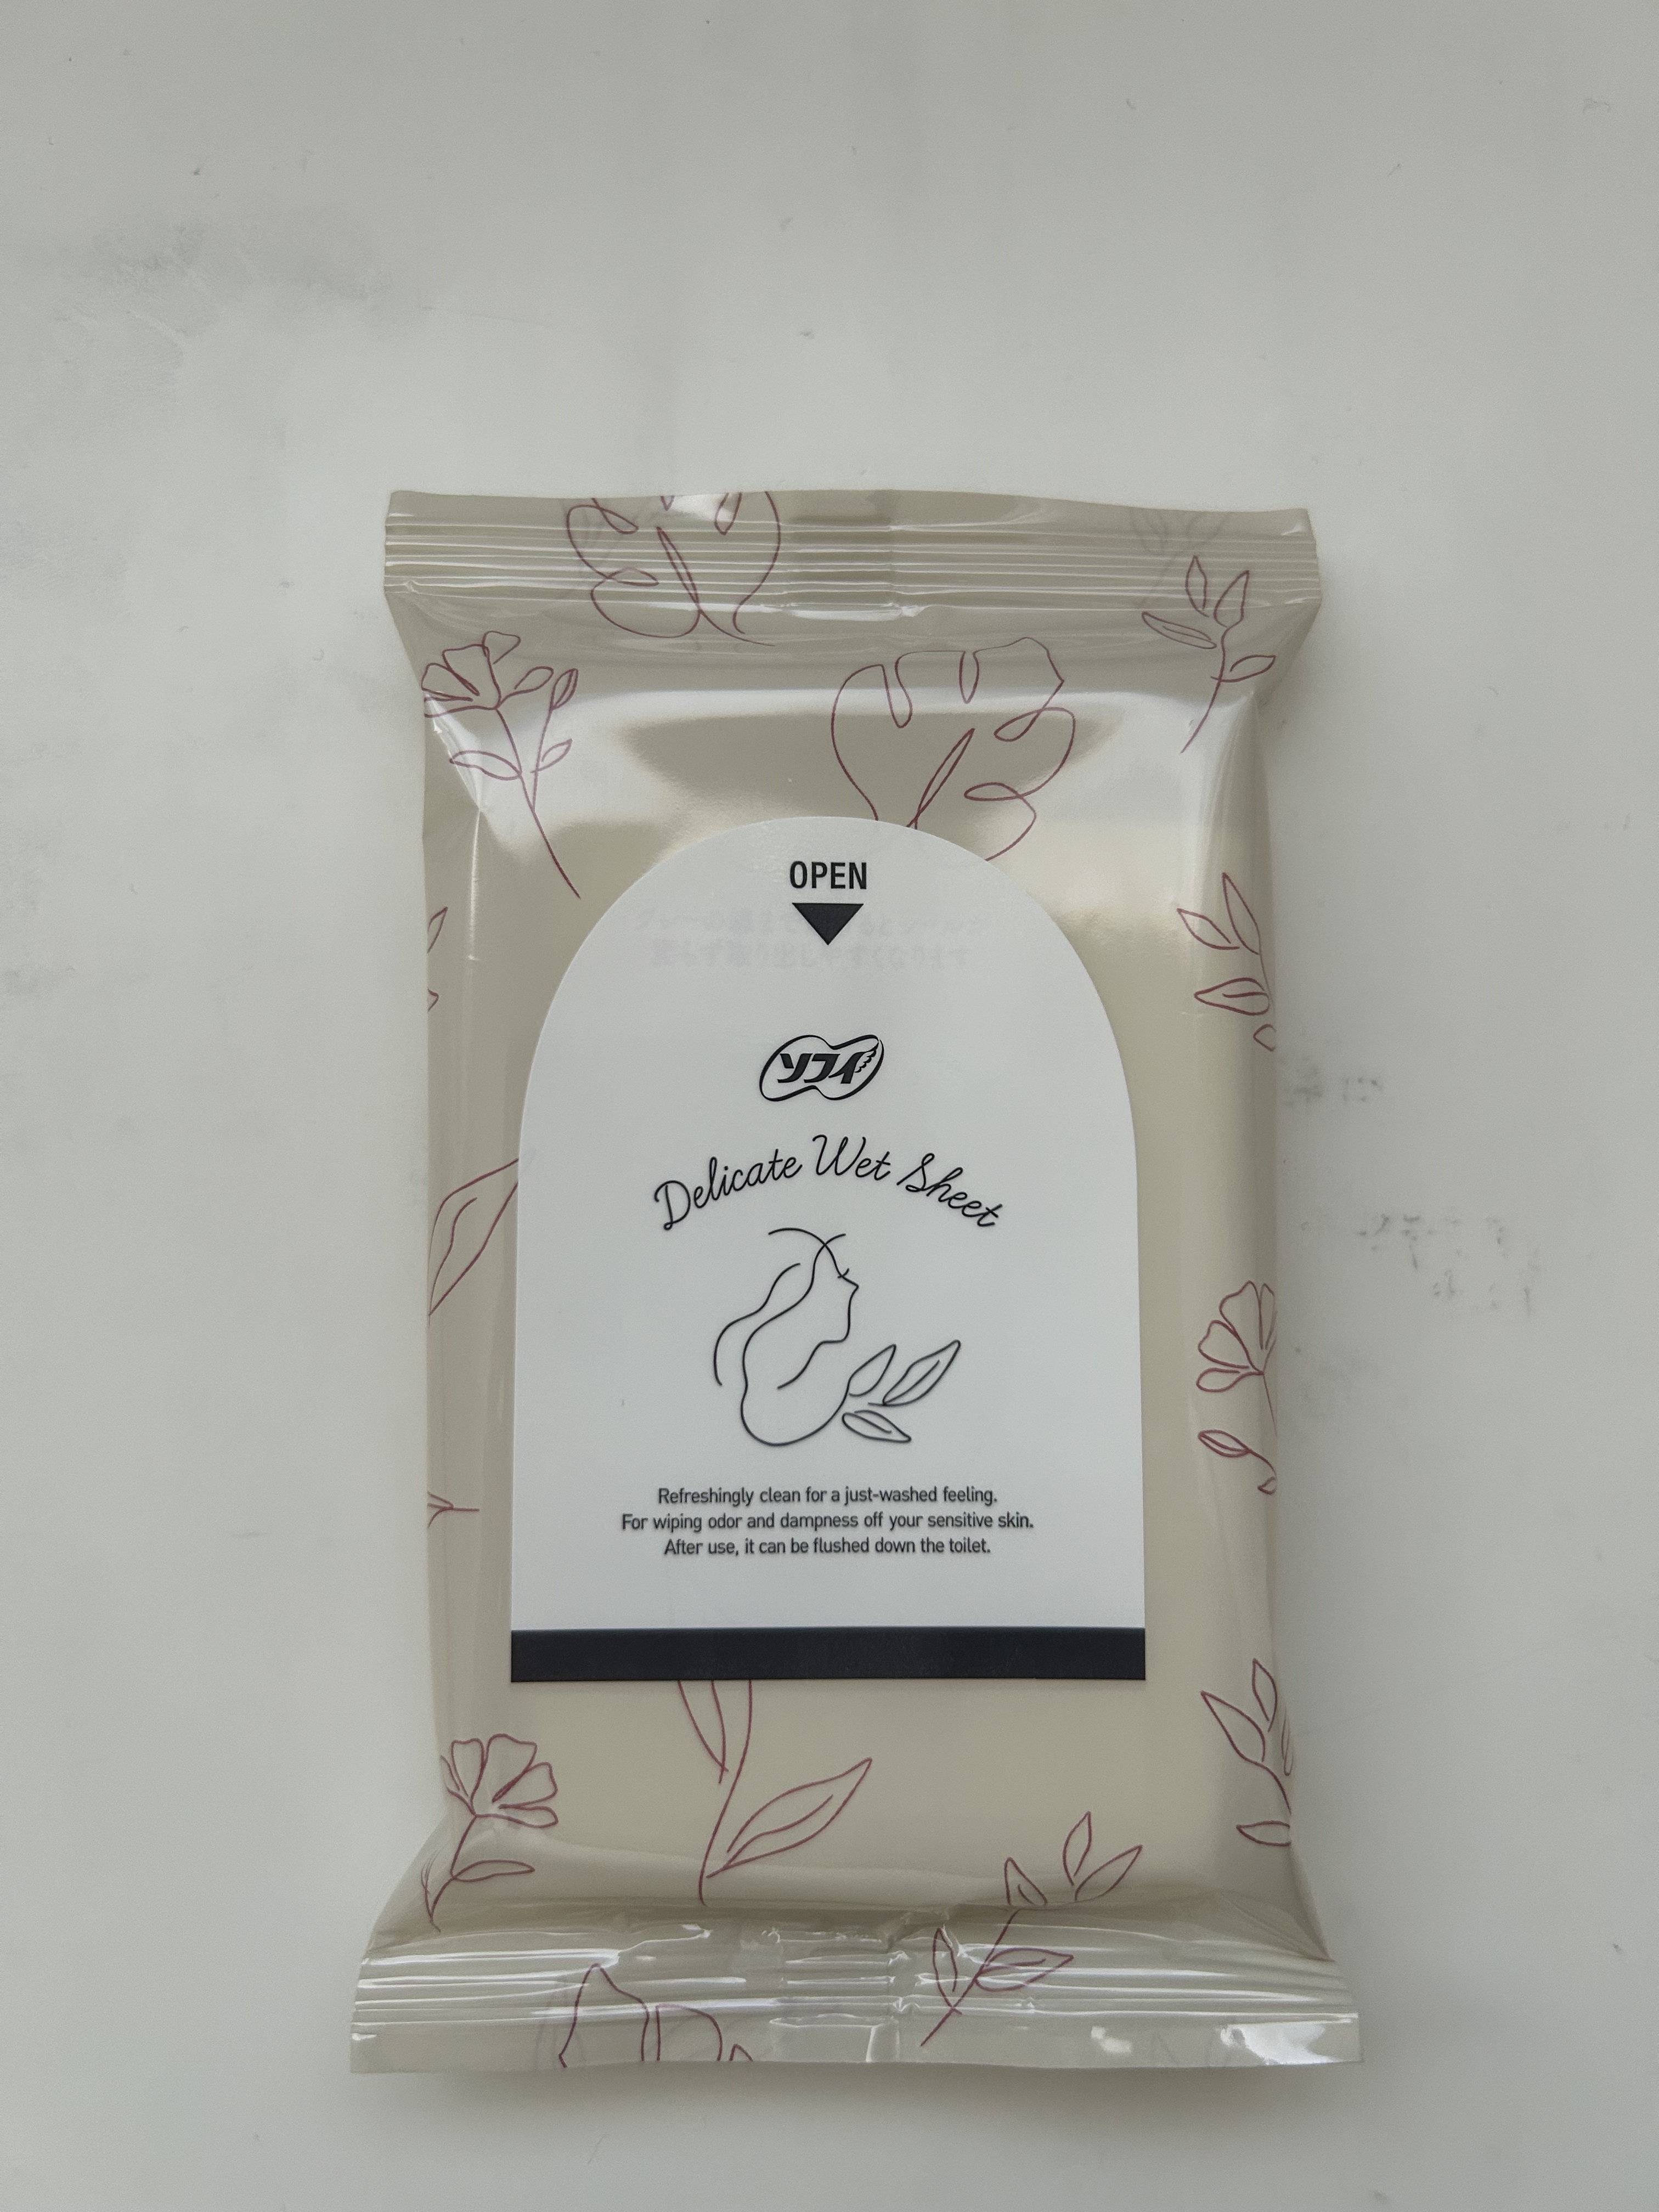 OPEN
ソフィ
Delicate Wet Sheet
Refreshingly clean for a just-washed feeling.
For wiping odor and dampness off your sensitive skin.
After use, it can be flushed down the toilet.